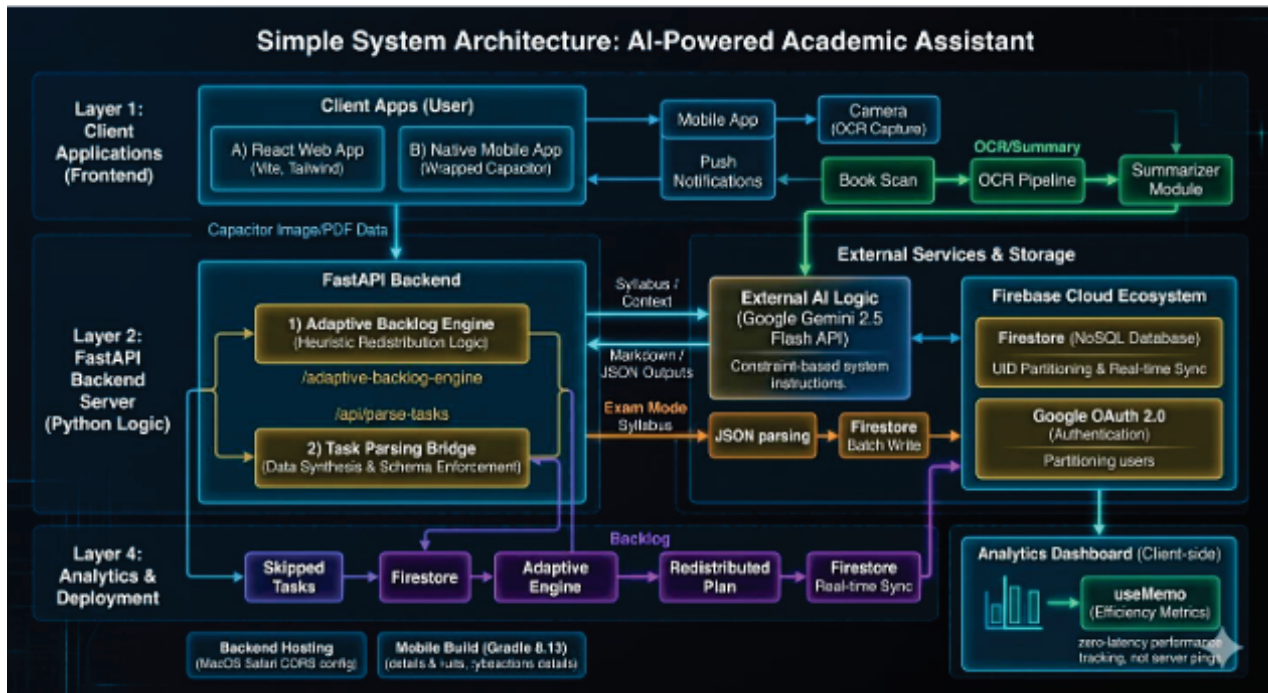 Simple System Architecture: AI-Powered Academic Assistant
Layer 1:
Client
Applications
(Frontend)
Client Apps (User)
A) React Web App
(Vite, Tailwind)
B) Native Mobile App
(Wrapped Capacitor)
Mobile App
Push
Notifications
Camera
(OCR Capture)
OCR/Summary
Book Scan
OCR Pipeline
Summarizer
Module
Capacitor Image/PDF Data
Layer 2:
FastAPI
Backend
Server
(Python Logic)
FastAPI Backend
1) Adaptive Backlog Engine
(Heuristic Redistribution Logic)
/adaptive-backlog-engine
/api/parse-tasks
2) Task Parsing Bridge
(Data Synthesis & Schema Enforcement)
Syllabus /
Context
Markdown /
JSON Outputs
Exam Mode
Syllabus
External Services & Storage
External AI Logic
(Google Gemini 2.5
Flash API)
Constraint-based system
instructions.
JSON parsing
Firestore
Batch Write
Firebase Cloud Ecosystem
Firestore (NoSQL Database)
UID Partitioning & Real-time Sync
Google OAuth 2.0
(Authentication)
Partitioning users
Layer 4:
Analytics &
Deployment
Backlog
Skipped
Tasks
Firestore
Adaptive
Engine
Redistributed
Plan
Firestore
Real-time Sync
Analytics Dashboard (Client-side)
useMemo
(Efficiency Metrics)
zero-latency performance
tracking, not server pings
Backend Hosting
(MacOS Safari CORS config)
Mobile Build (Gradle 8.13)
(details &
details)